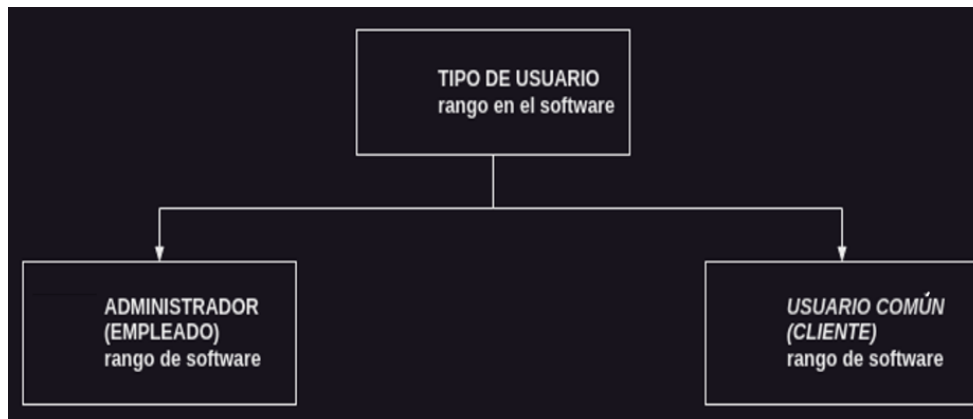 TIPO DE USUARIO
rango en el software
ADMINISTRADOR
(EMPLEADO)
rango de software
USUARIO COMÚN
(CLIENTE)
rango de software